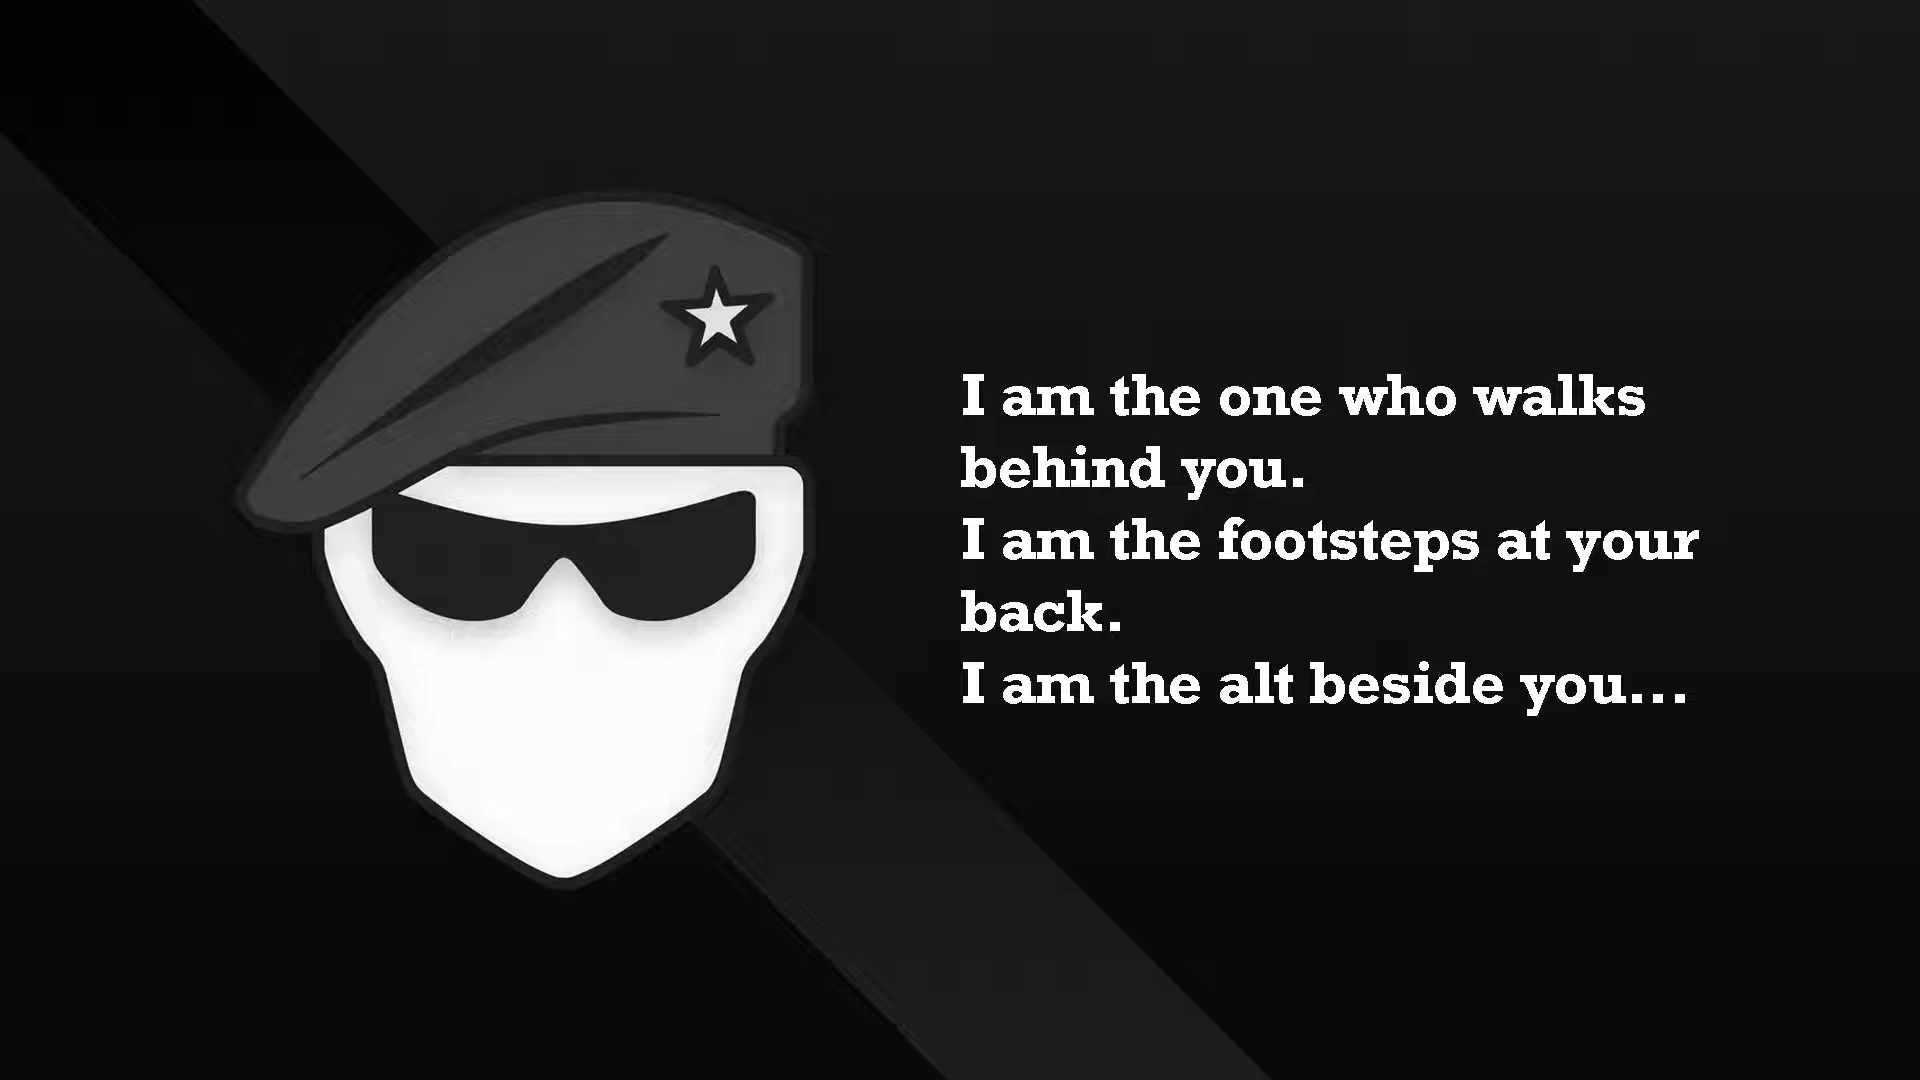 I am the one who walks
behind you.
I am the footsteps at your
back.
I am the alt beside you...